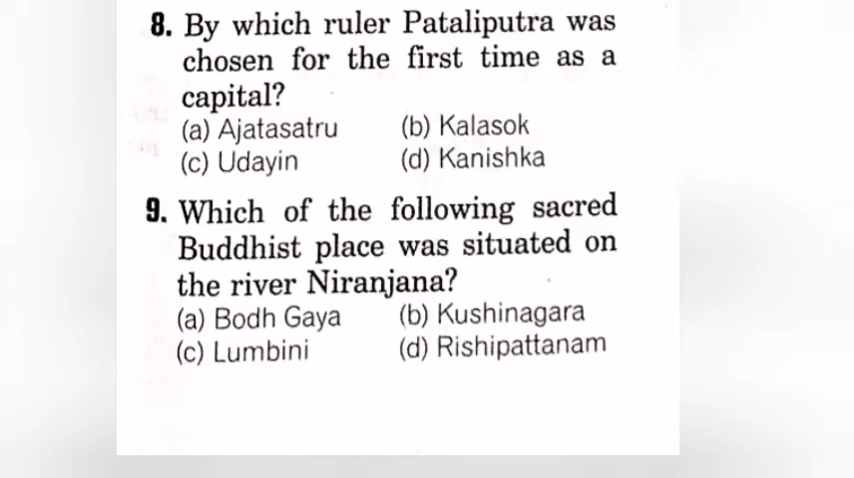 8. By which ruler Pataliputra was
chosen for the first time as a
capital?
(a) Ajatasatru (b) Kalasok
(c) Udayin (d) Kanishka
9. Which of the following sacred
Buddhist place was situated on
the river Niranjana?
(a) Bodh Gaya (b) Kushinagara
(c) Lumbini (d) Rishipattanam